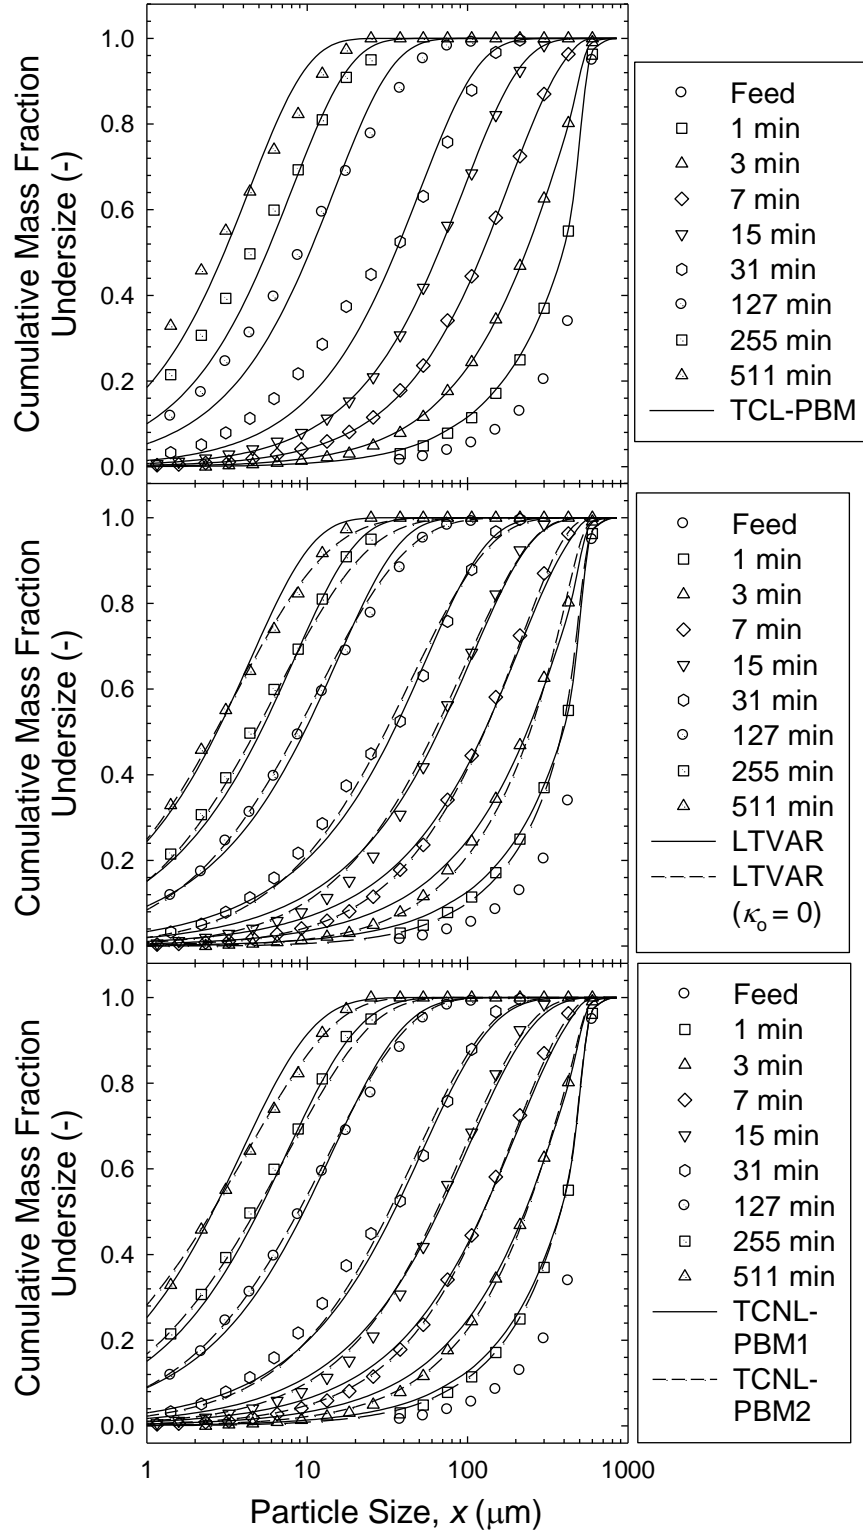 1.0
0.8
0.6
0.4
0.2
0.0
Cumulative Mass Fraction
Undersize (-)
Feed
1 min
3 min
7 min
15 min
31 min
127 min
255 min
511 min
TCL-PBM
1.0
0.8
0.6
0.4
0.2
0.0
Cumulative Mass Fraction
Undersize (-)
Feed
1 min
3 min
7 min
15 min
31 min
127 min
255 min
511 min
LTVAR
LTVAR
(κo = 0)
1.0
0.8
0.6
0.4
0.2
0.0
Cumulative Mass Fraction
Undersize (-)
Feed
1 min
3 min
7 min
15 min
31 min
127 min
255 min
511 min
TCNL-
PBM1
TCNL-
PBM2
1 10 100 1000
Particle Size, x (μm)